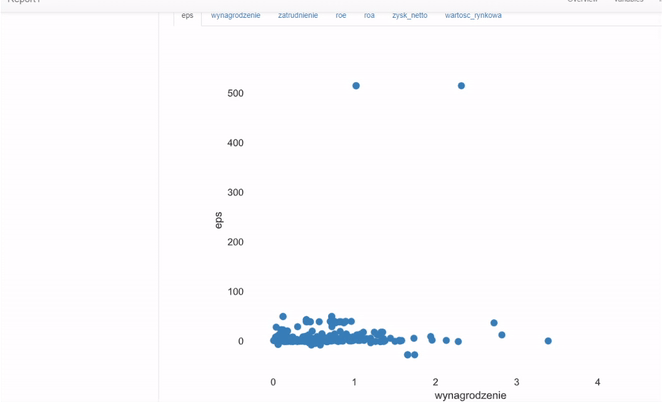 eps wynagrodzenie zatrudnienie roe roa zysk_netto wartosc_rynkowa
500
400
300
200
eps
100
0
0 1 2 3 4
wynagrodzenie